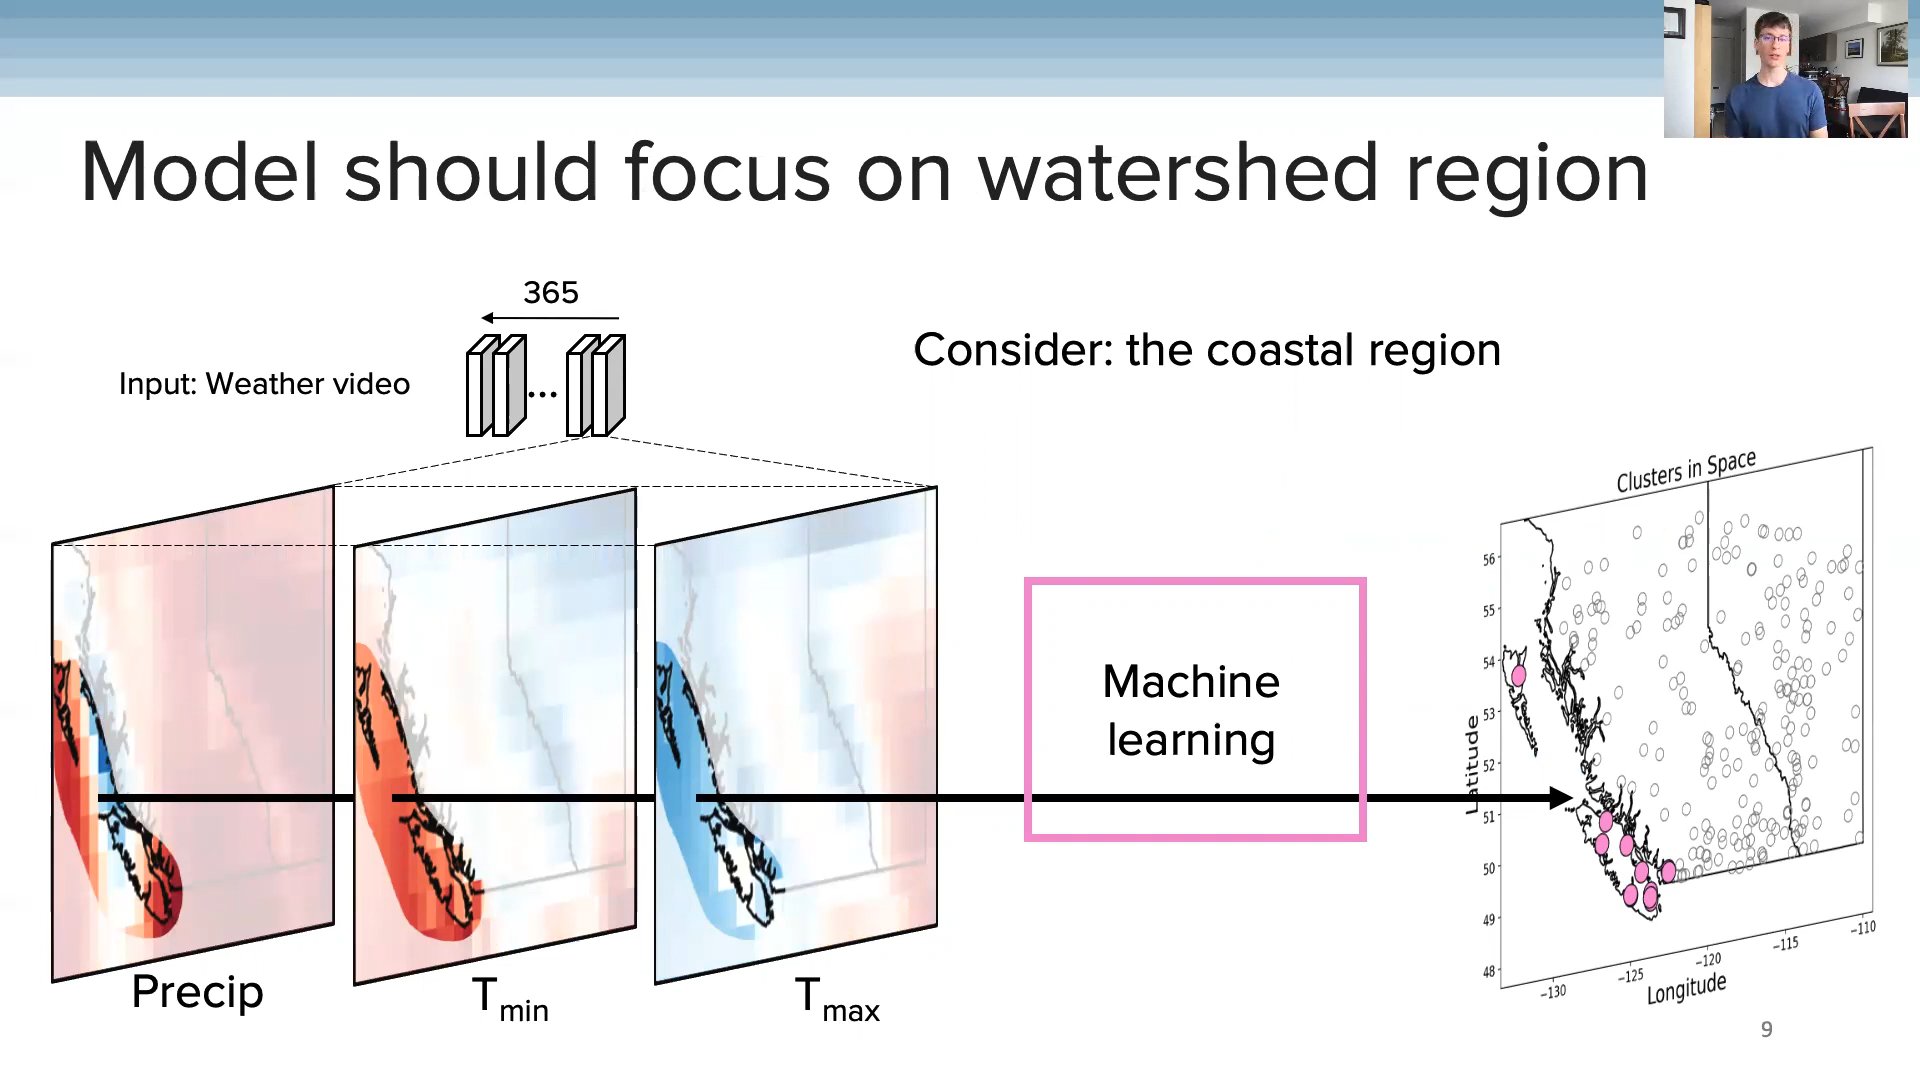 Model should focus on watershed region
365
Input: Weather video
...
Consider: the coastal region
Precip
Tmin
Tmax
Machine
learning
Clusters in Space
56
55
54
53
52
51
50
49
48
Latitude
−130
−125
−120
−115
−110
Longitude
9